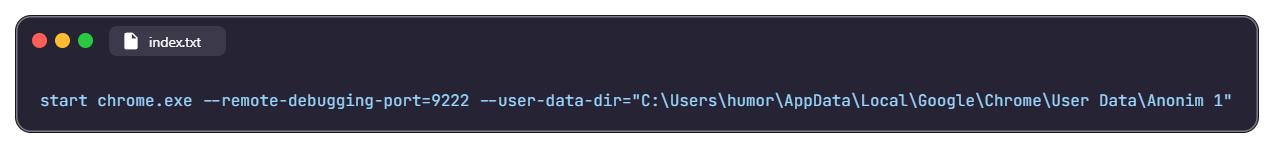 index.txt
start chrome.exe --remote-debugging-port=9222 --user-data-dir="C:\Users\humor\AppData\Local\Google\Chrome\User Data\Anonim 1"